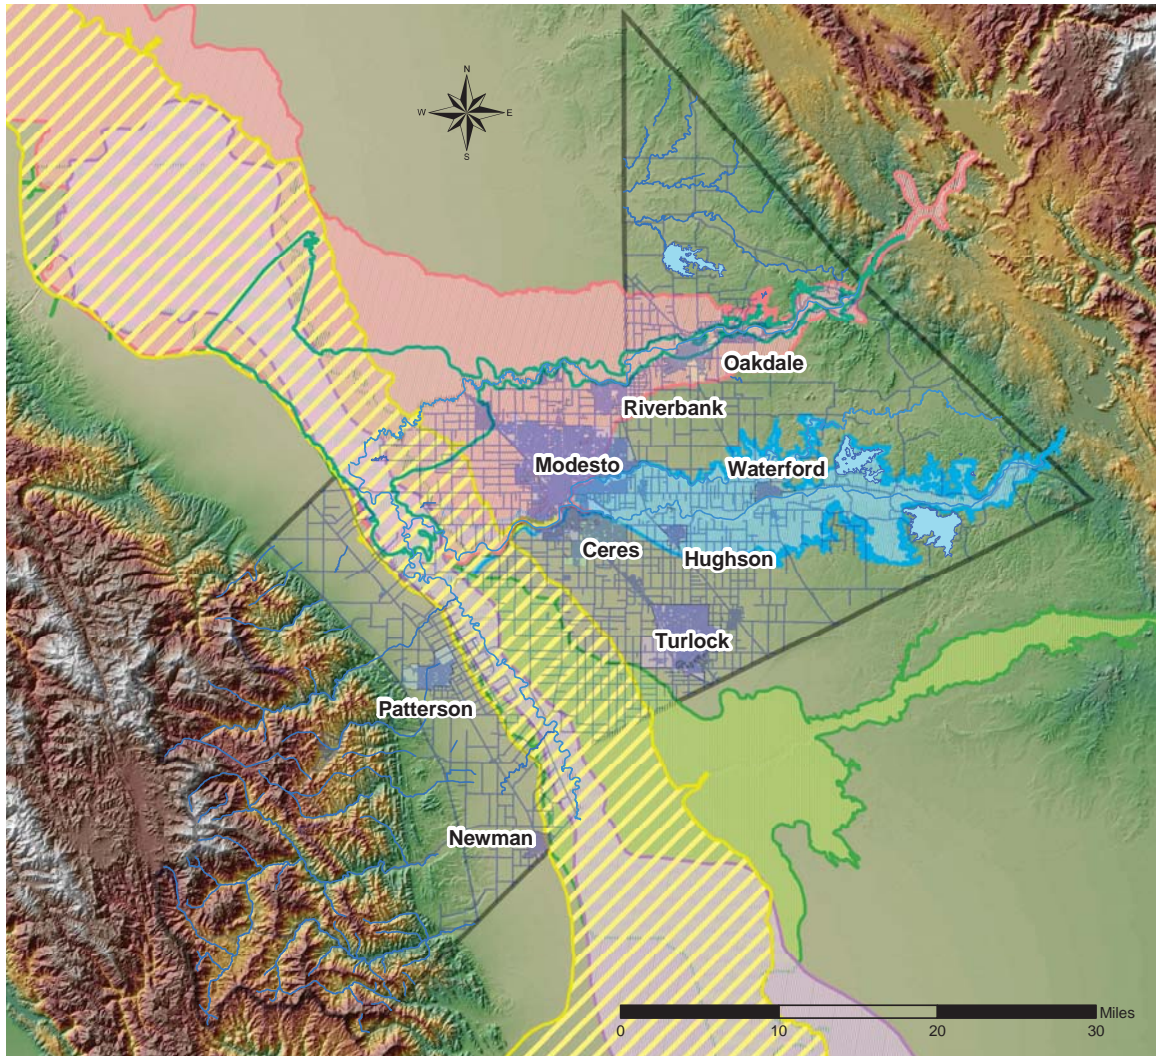 N
W E
S
Oakdale
Riverbank
Modesto
Waterford
Ceres
Hughson
Turlock
Patterson
Newman
Miles
0 10 20 30